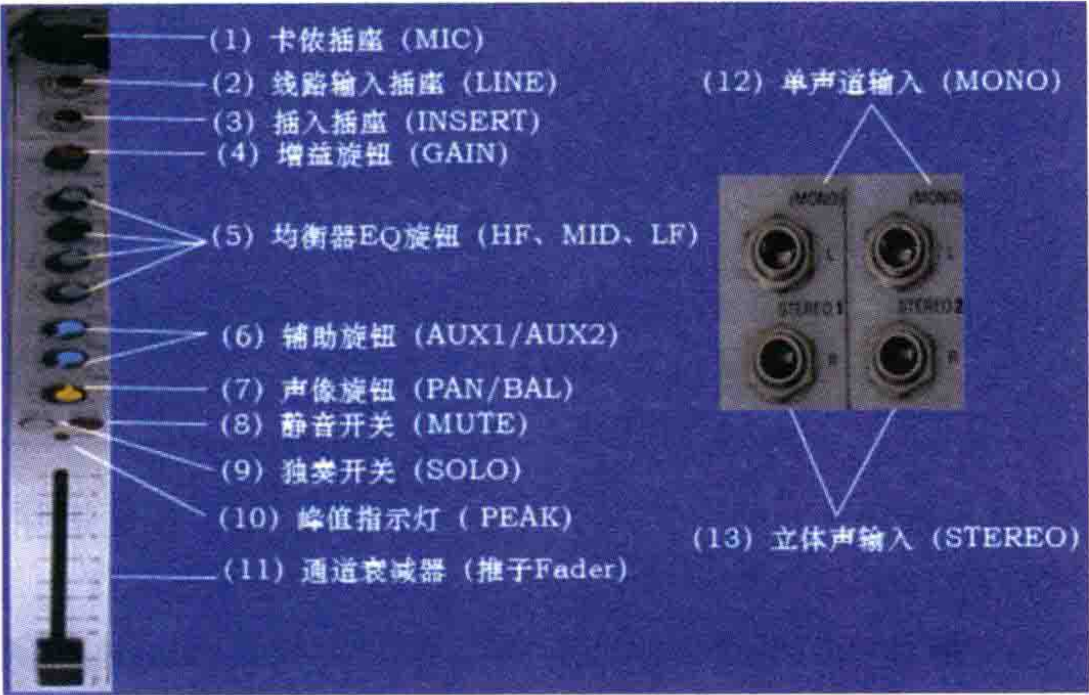 (1) 卡侬插座 (MIC)
(2) 线路输入插座 (LINE)
(3) 插入插座 (INSERT)
(4) 增益旋钮 (GAIN)
(5) 均衡器EQ旋钮 (HF、MID、LF)
(6) 辅助旋钮 (AUX1/AUX2)
(7) 声像旋钮 (PAN/BAL)
(8) 静音开关 (MUTE)
(9) 独奏开关 (SOLO)
(10) 峰值指示灯 ( PEAK)
(11) 通道衰减器 (推子Fader)
(12) 单声道输入 (MONO)
(MONO) (MONO)
L L
STEREO 1 STEREO 2
R R
(13) 立体声输入 (STEREO)